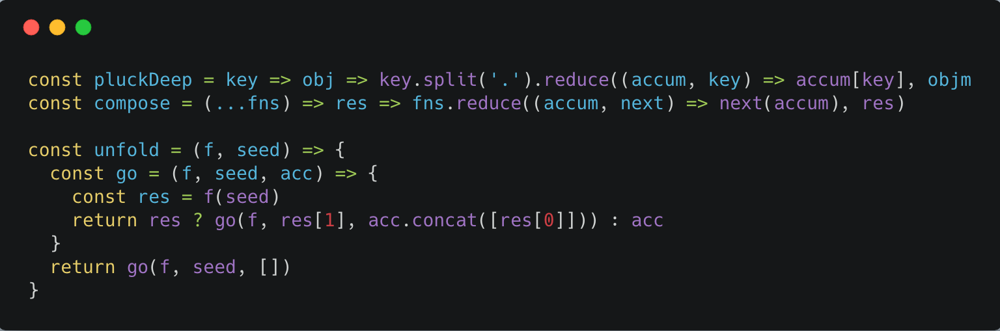 const pluckDeep = key => obj => key.split('.').reduce((accum, key) => accum[key], objm
const compose = (...fns) => res => fns.reduce((accum, next) => next(accum), res)
const unfold = (f, seed) => {
const go = (f, seed, acc) => {
const res = f(seed)
return res ? go(f, res[1], acc.concat([res[0]])) : acc
}
return go(f, seed, [])
}